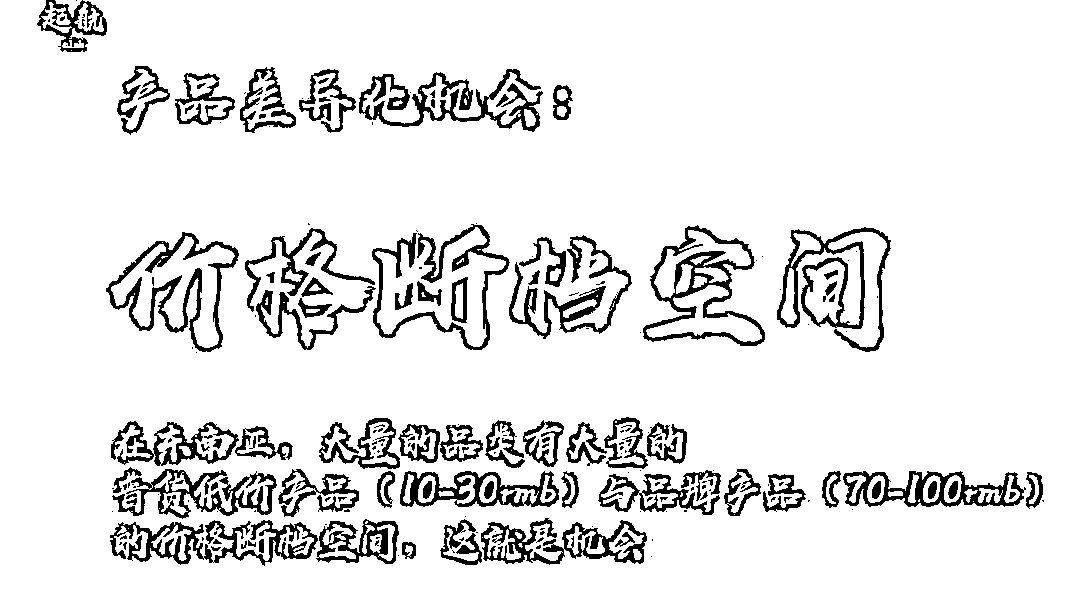 起航
产品差异化机会：
价格断档空间
在东南亚，大量的品类有大量的
普货低价产品（10-30rmb）与品牌产品（70-100rmb）
的价格断档空间，这就是机会